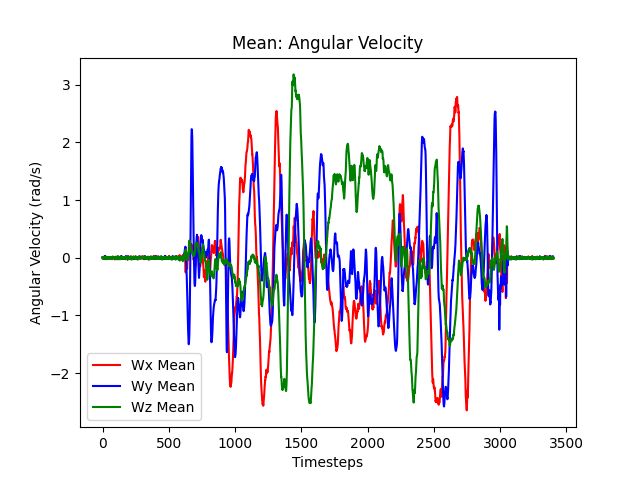 Mean: Angular Velocity
Angular Velocity (rad/s)
3
2
1
0
−1
−2
Wx Mean
Wy Mean
Wz Mean
0 500 1000 1500 2000 2500 3000 3500
Timesteps